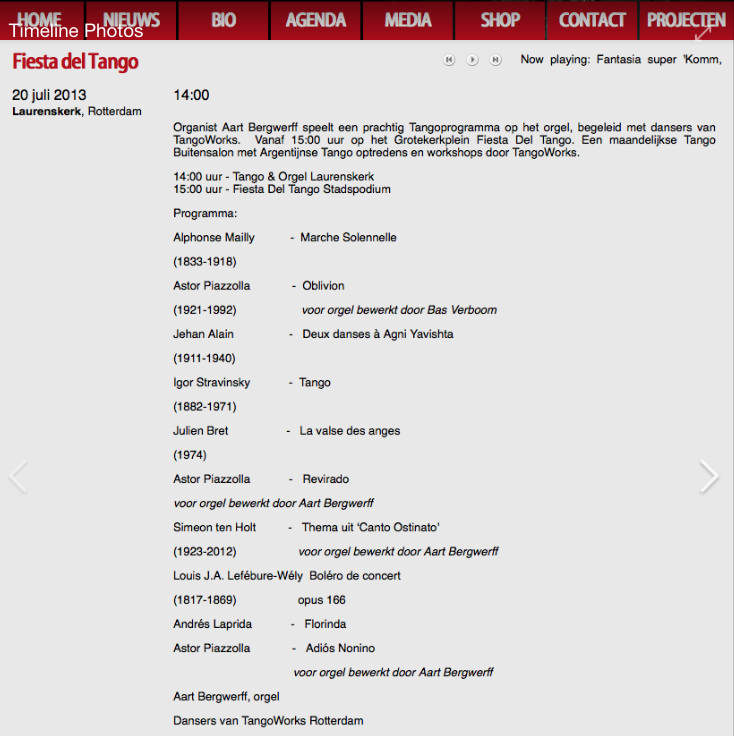 HOME NIEUWS BIO AGENDA MEDIA SHOP CONTACT PROJECTEN
Timeline Photos
Fiesta del Tango
Now playing: Fantasia super 'Komm,
20 juli 2013
Laurenskerk, Rotterdam
14:00
Organist Aart Bergwerff speelt een prachtig Tangoprogramma op het orgel, begeleid met dansers van
TangoWorks. Vanaf 15:00 uur op het Grotekerkplein Fiesta Del Tango. Een maandelijkse Tango
Buitensalon met Argentijnse Tango optredens en workshops door TangoWorks.
14:00 uur - Tango & Orgel Laurenskerk
15:00 uur - Fiesta Del Tango Stadspodium
Programma:
Alphonse Mailly - Marche Solennelle
(1833-1918)
Astor Piazzolla - Oblivion
(1921-1992) voor orgel bewerkt door Bas Verboom
Jehan Alain - Deux danses à Agni Yavishta
(1911-1940)
Igor Stravinsky - Tango
(1882-1971)
Julien Bret - La valse des anges
(1974)
Astor Piazzolla - Revirado
voor orgel bewerkt door Aart Bergwerff
Simeon ten Holt - Thema uit ‘Canto Ostinato’
(1923-2012) voor orgel bewerkt door Aart Bergwerff
Louis J.A. Lefébure-Wély Boléro de concert
(1817-1869) opus 166
Andrés Laprida - Florinda
Astor Piazzolla - Adiós Nonino
voor orgel bewerkt door Aart Bergwerff
Aart Bergwerff, orgel
Dansers van TangoWorks Rotterdam